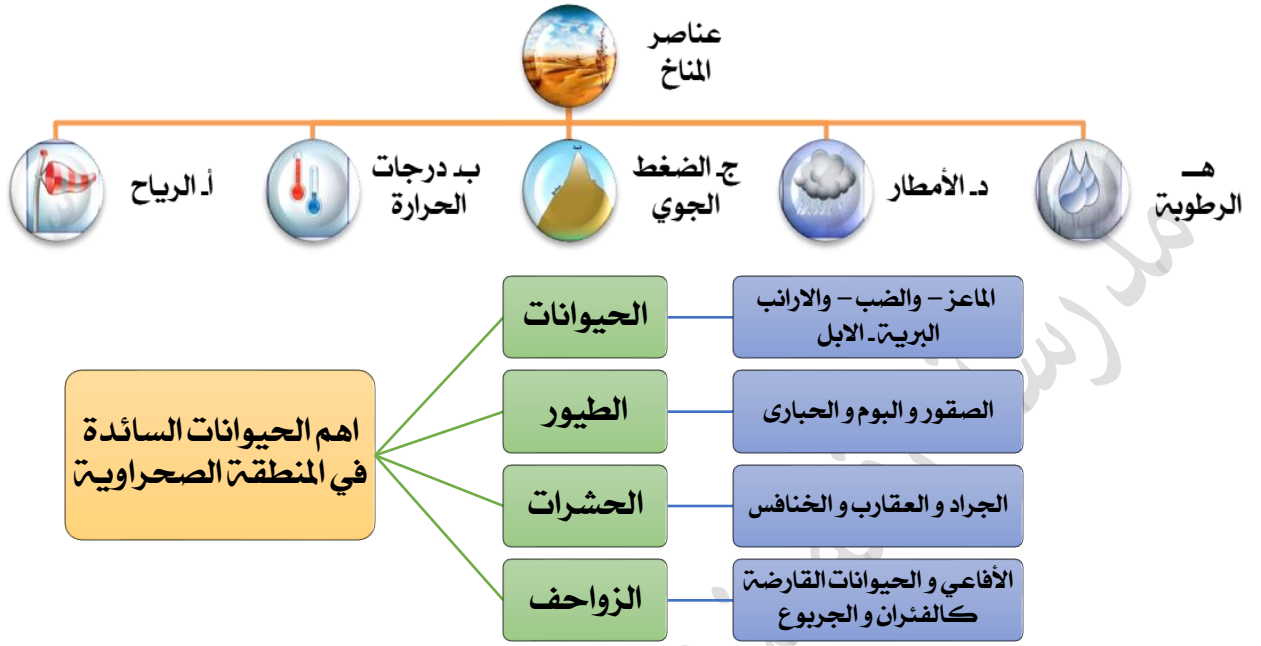 عناصر
المناخ
أ‌ـ الرياح
ب‌ـ درجات
الحرارة
ج‌ـ الضغط
الجوي
د‌ـ الأمطار
هـ ـ
الرطوبة
اهم الحيوانات السائدة
في المنطقة الصحراوية
الحيوانات
الماعز – والضب – والارانب
البرية ـ الابل
الطيور
الصقور و البوم و الحبارى
الحشرات
الجراد و العقارب و الخنافس
الزواحف
الأفاعي و الحيوانات القارضة
كالفئران و الجربوع
مدرسة